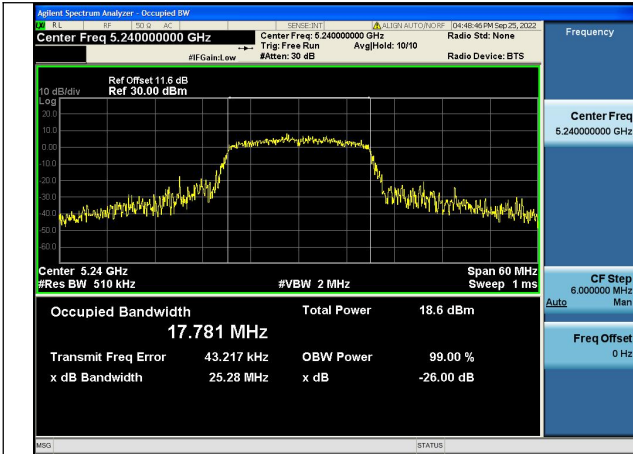 Agilent Spectrum Analyzer - Occupied BW
RL RF 50 Ω AC SENSE:INT ALIGN AUTO/NORF 04:48:46 PM Sep 25, 2022
Center Freq 5.240000000 GHz Center Freq: 5.240000000 GHz Radio Std: None
Trig: Free Run Avg|Hold: 10/10
#IFGain:Low #Atten: 30 dB Radio Device: BTS
Ref Offset 11.6 dB
10 dB/div Ref 30.00 dBm
Log
20.0
10.0
0.00
-10.0
-20.0
-30.0
-40.0
-50.0
-60.0
Center 5.24 GHz Span 60 MHz
#Res BW 510 kHz #VBW 2 MHz Sweep 1 ms
Occupied Bandwidth Total Power 18.6 dBm
17.781 MHz
Transmit Freq Error 43.217 kHz OBW Power 99.00 %
x dB Bandwidth 25.28 MHz x dB -26.00 dB
MSG STATUS
Frequency
Center Freq
5.240000000 GHz
CF Step
6.000000 MHz
Auto Man
Freq Offset
0 Hz